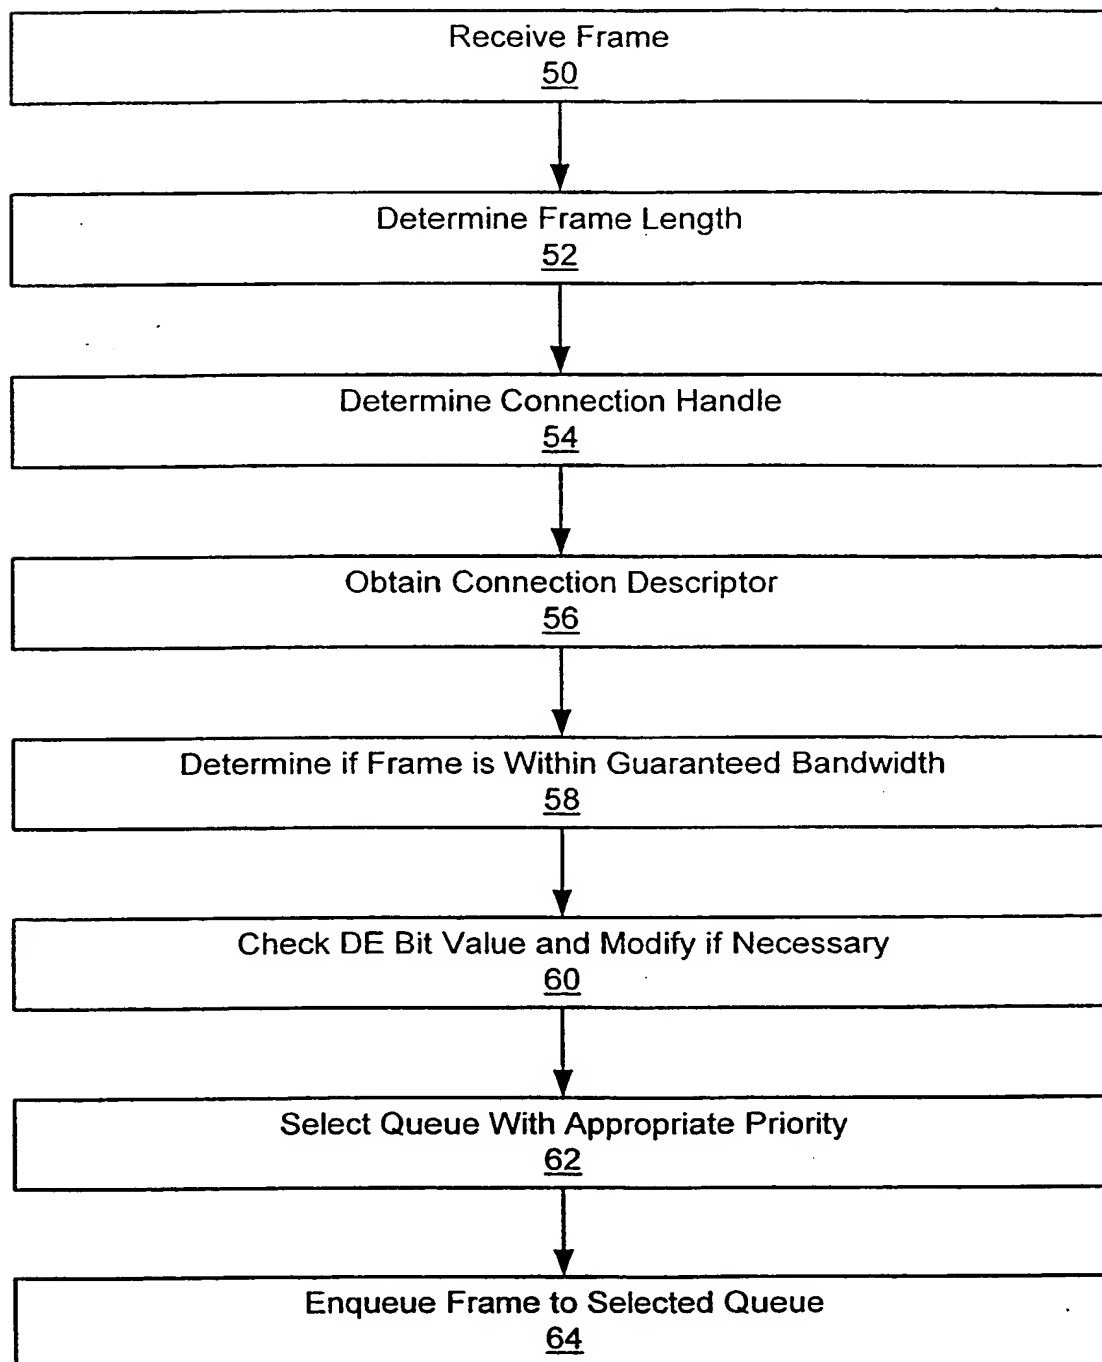 Receive Frame
50
Determine Frame Length
52
Determine Connection Handle
54
Obtain Connection Descriptor
56
Determine if Frame is Within Guaranteed Bandwidth
58
Check DE Bit Value and Modify if Necessary
60
Select Queue With Appropriate Priority
62
Enqueue Frame to Selected Queue
64